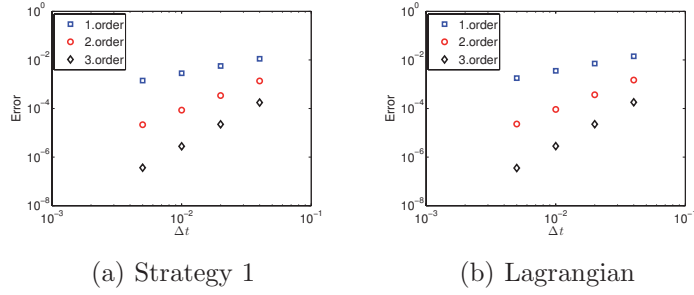 10^0
10^-2
10^-4
10^-6
10^-8
Error
1.order
2.order
3.order
10^-3
10^-2
10^-1
Δt
(a) Strategy 1
10^0
10^-2
10^-4
10^-6
10^-8
Error
1.order
2.order
3.order
10^-3
10^-2
10^-1
Δt
(b) Lagrangian